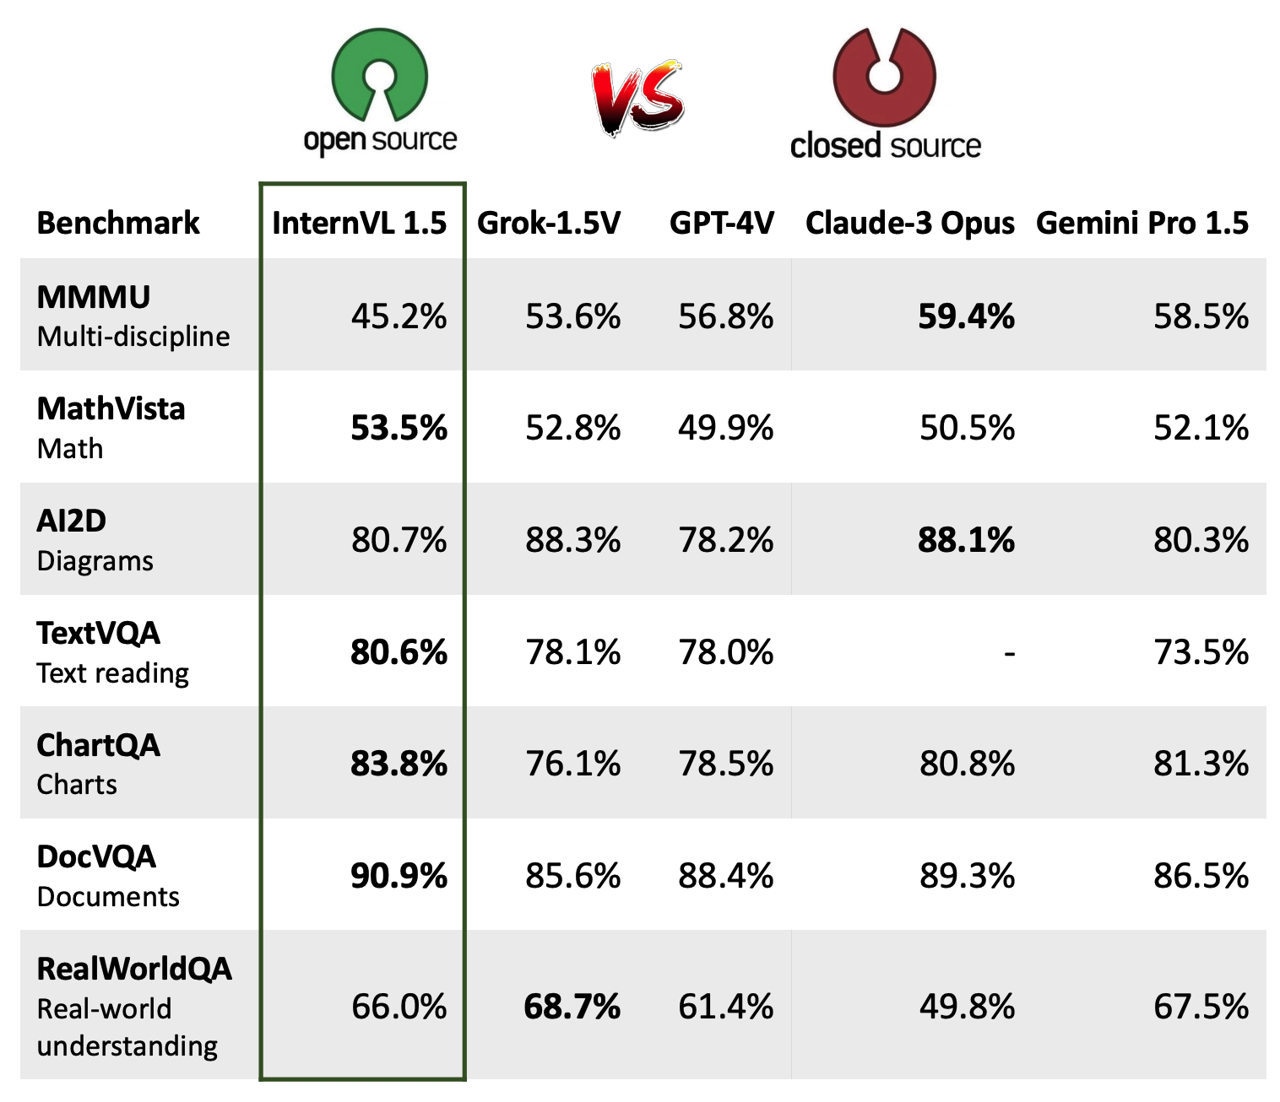 open source
VS
closed source
Benchmark InternVL 1.5 Grok-1.5V GPT-4V Claude-3 Opus Gemini Pro 1.5
MMMU
Multi-discipline
45.2% 53.6% 56.8% 59.4% 58.5%
MathVista
Math
53.5% 52.8% 49.9% 50.5% 52.1%
AI2D
Diagrams
80.7% 88.3% 78.2% 88.1% 80.3%
TextVQA
Text reading
80.6% 78.1% 78.0% - 73.5%
ChartQA
Charts
83.8% 76.1% 78.5% 80.8% 81.3%
DocVQA
Documents
90.9% 85.6% 88.4% 89.3% 86.5%
RealWorldQA
Real-world
understanding
66.0% 68.7% 61.4% 49.8% 67.5%